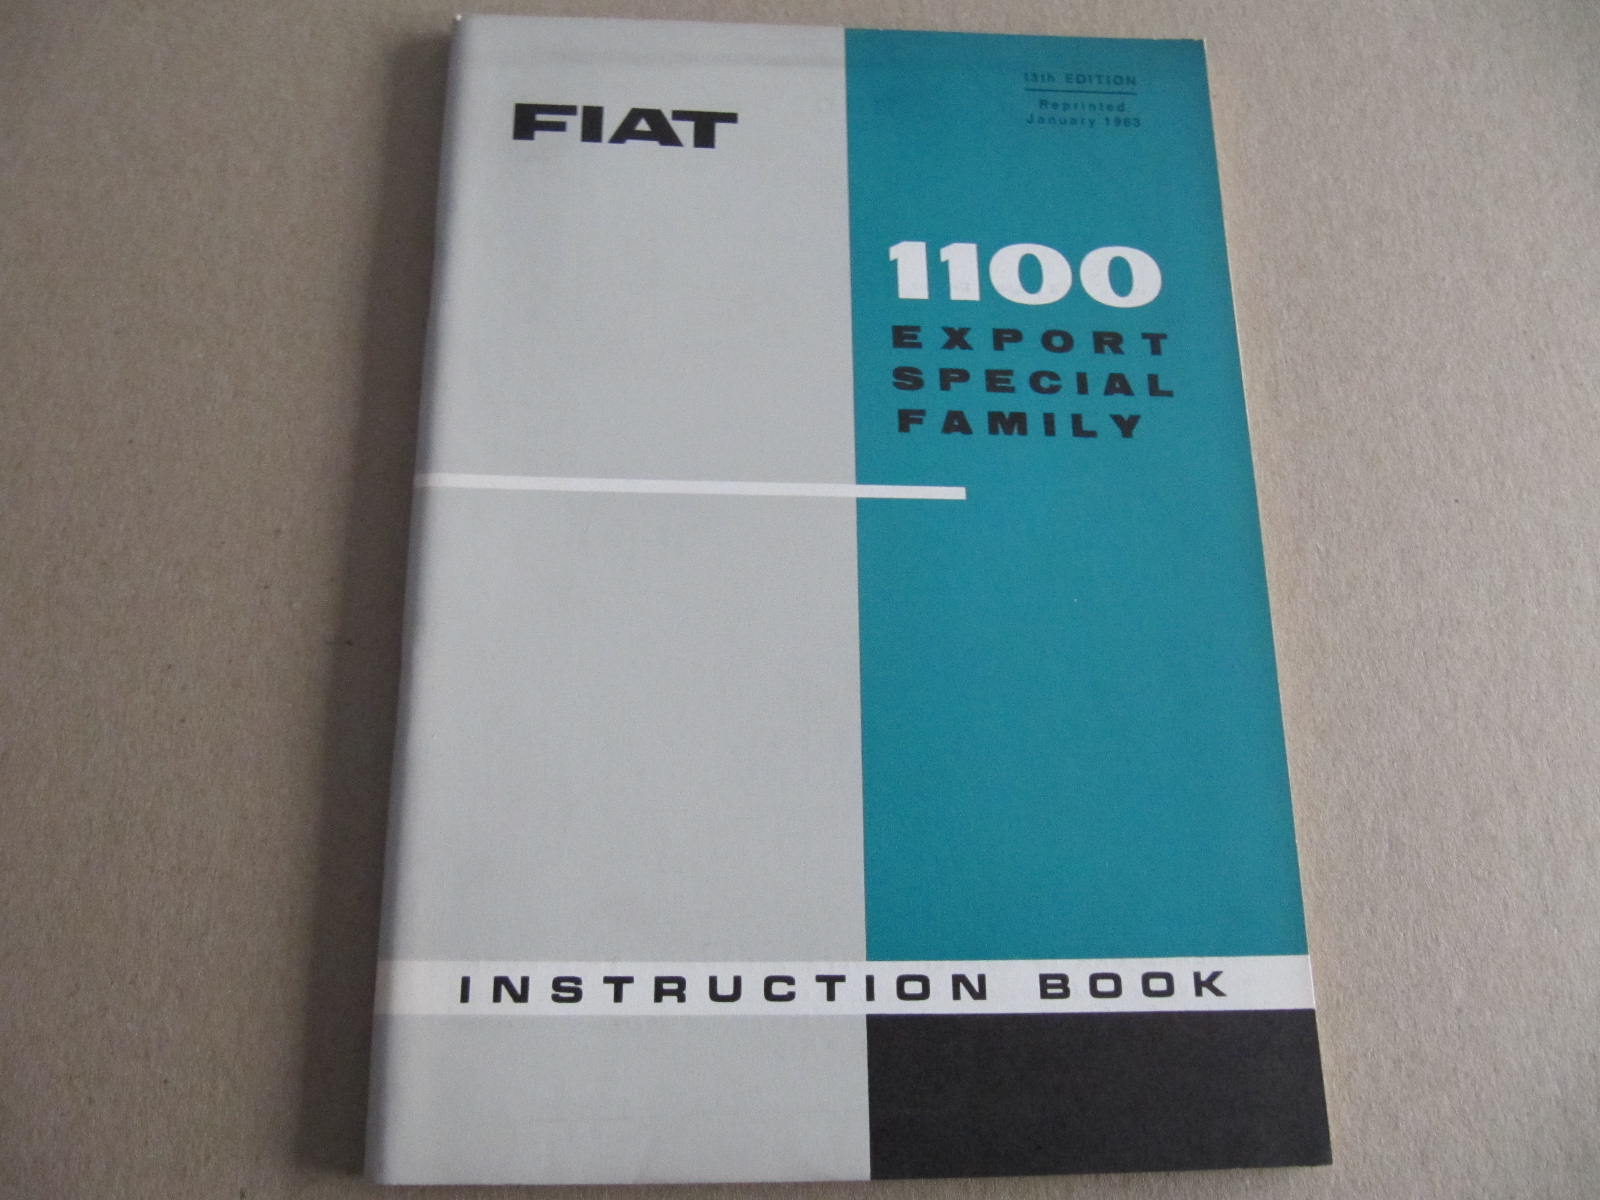 FIAT
13th EDITION
Reprinted
January 1963
1100
EXPORT
SPECIAL
FAMILY
INSTRUCTION BOOK